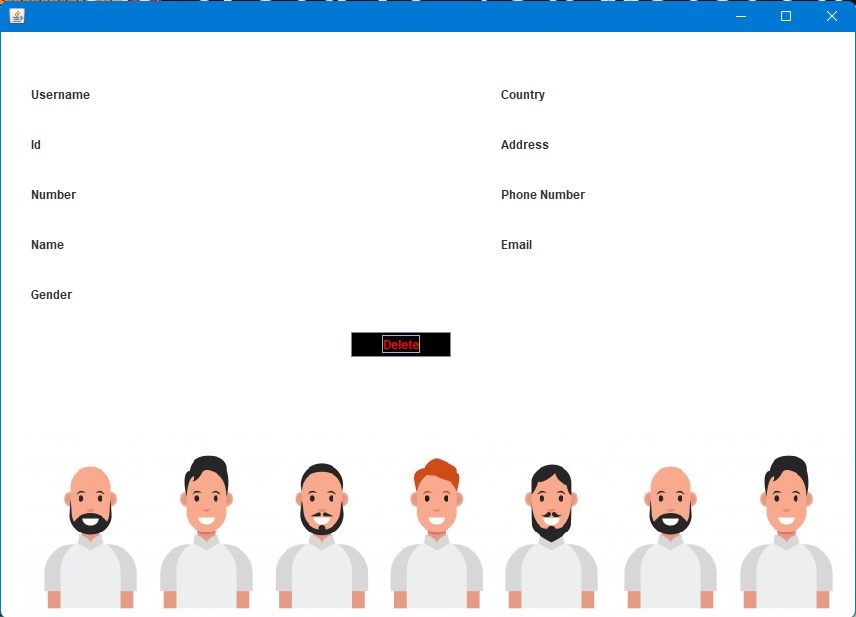 Username
Country
Id
Address
Number
Phone Number
Name
Email
Gender
Delete